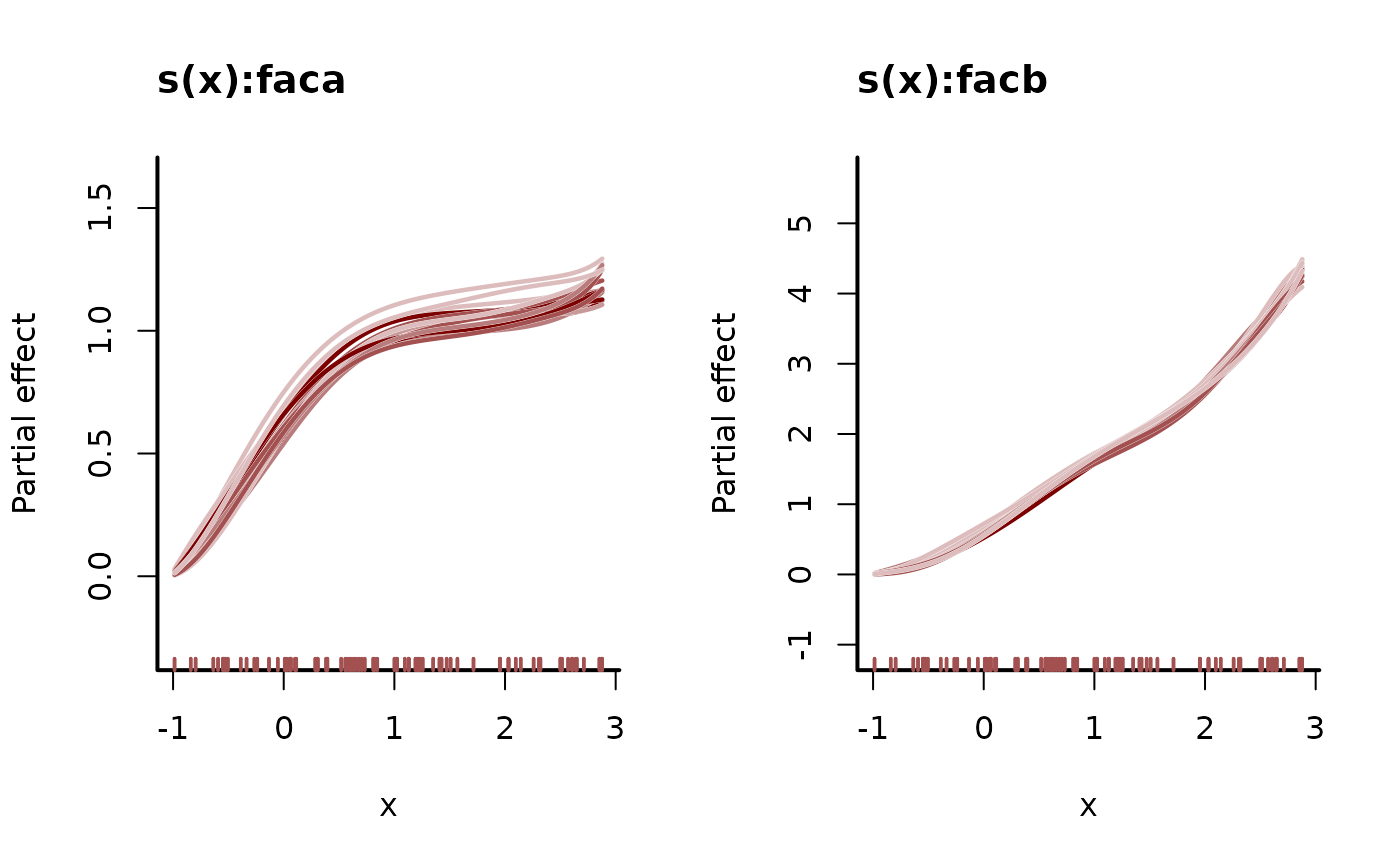 s(x):faca
Partial effect
1.5
1.0
0.5
0.0
-1 0 1 2 3
x
s(x):facb
Partial effect
5
4
3
2
1
0
-1
-1 0 1 2 3
x